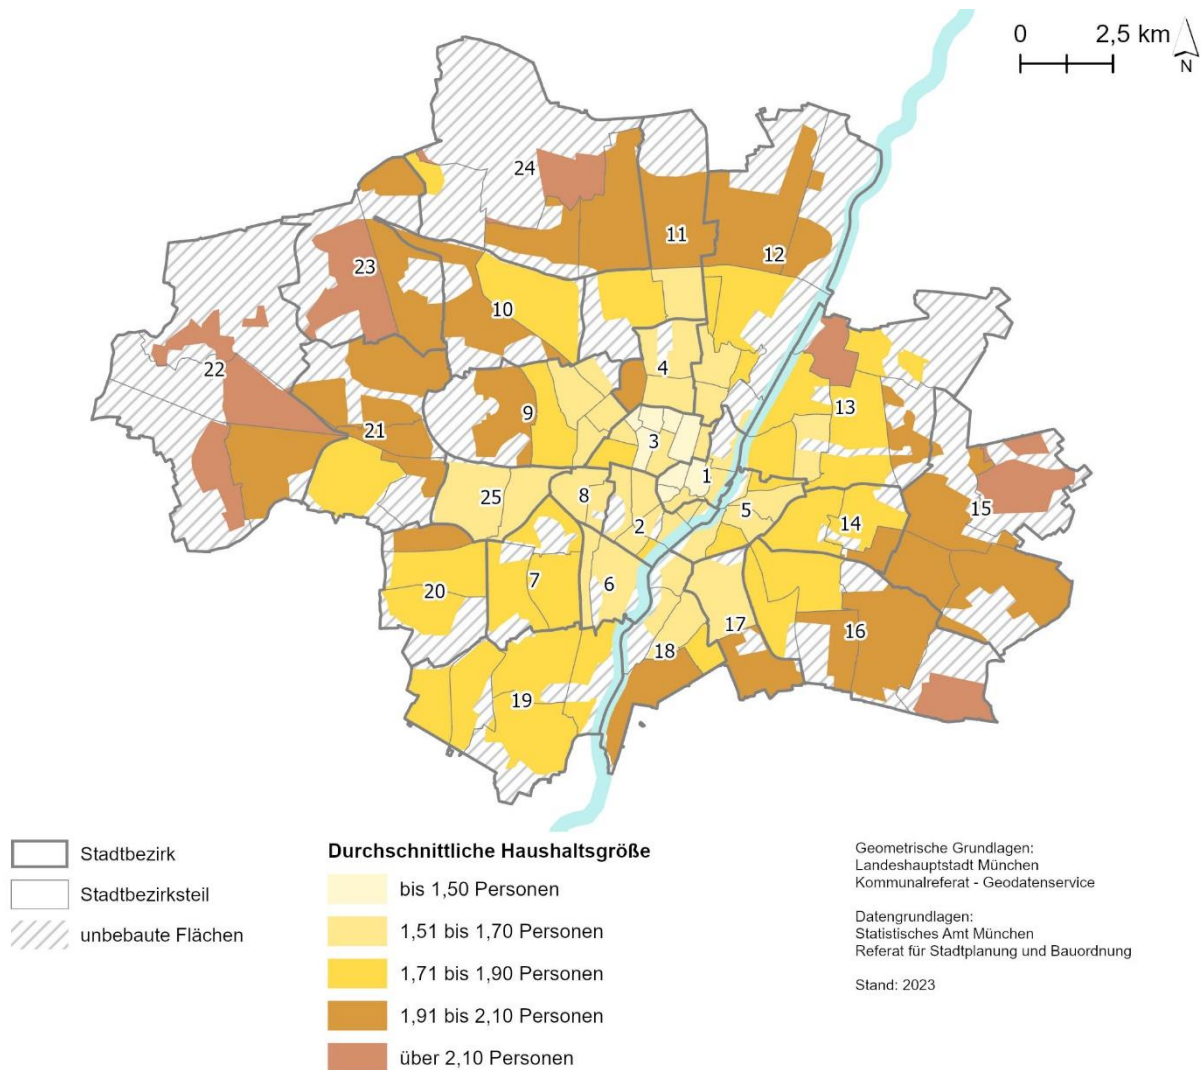 0 2,5 km
N
24
11
12
23
10
4
22
13
9
21
3
1
15
25
8
5
14
2
7
6
20
17
16
18
19
Stadtbezirk
Stadtbezirksteil
unbebaute Flächen
Durchschnittliche Haushaltsgröße
bis 1,50 Personen
1,51 bis 1,70 Personen
1,71 bis 1,90 Personen
1,91 bis 2,10 Personen
über 2,10 Personen
Geometrische Grundlagen:
Landeshauptstadt München
Kommunalreferat - Geodatenservice
Datengrundlagen:
Statistisches Amt München
Referat für Stadtplanung und Bauordnung
Stand: 2023